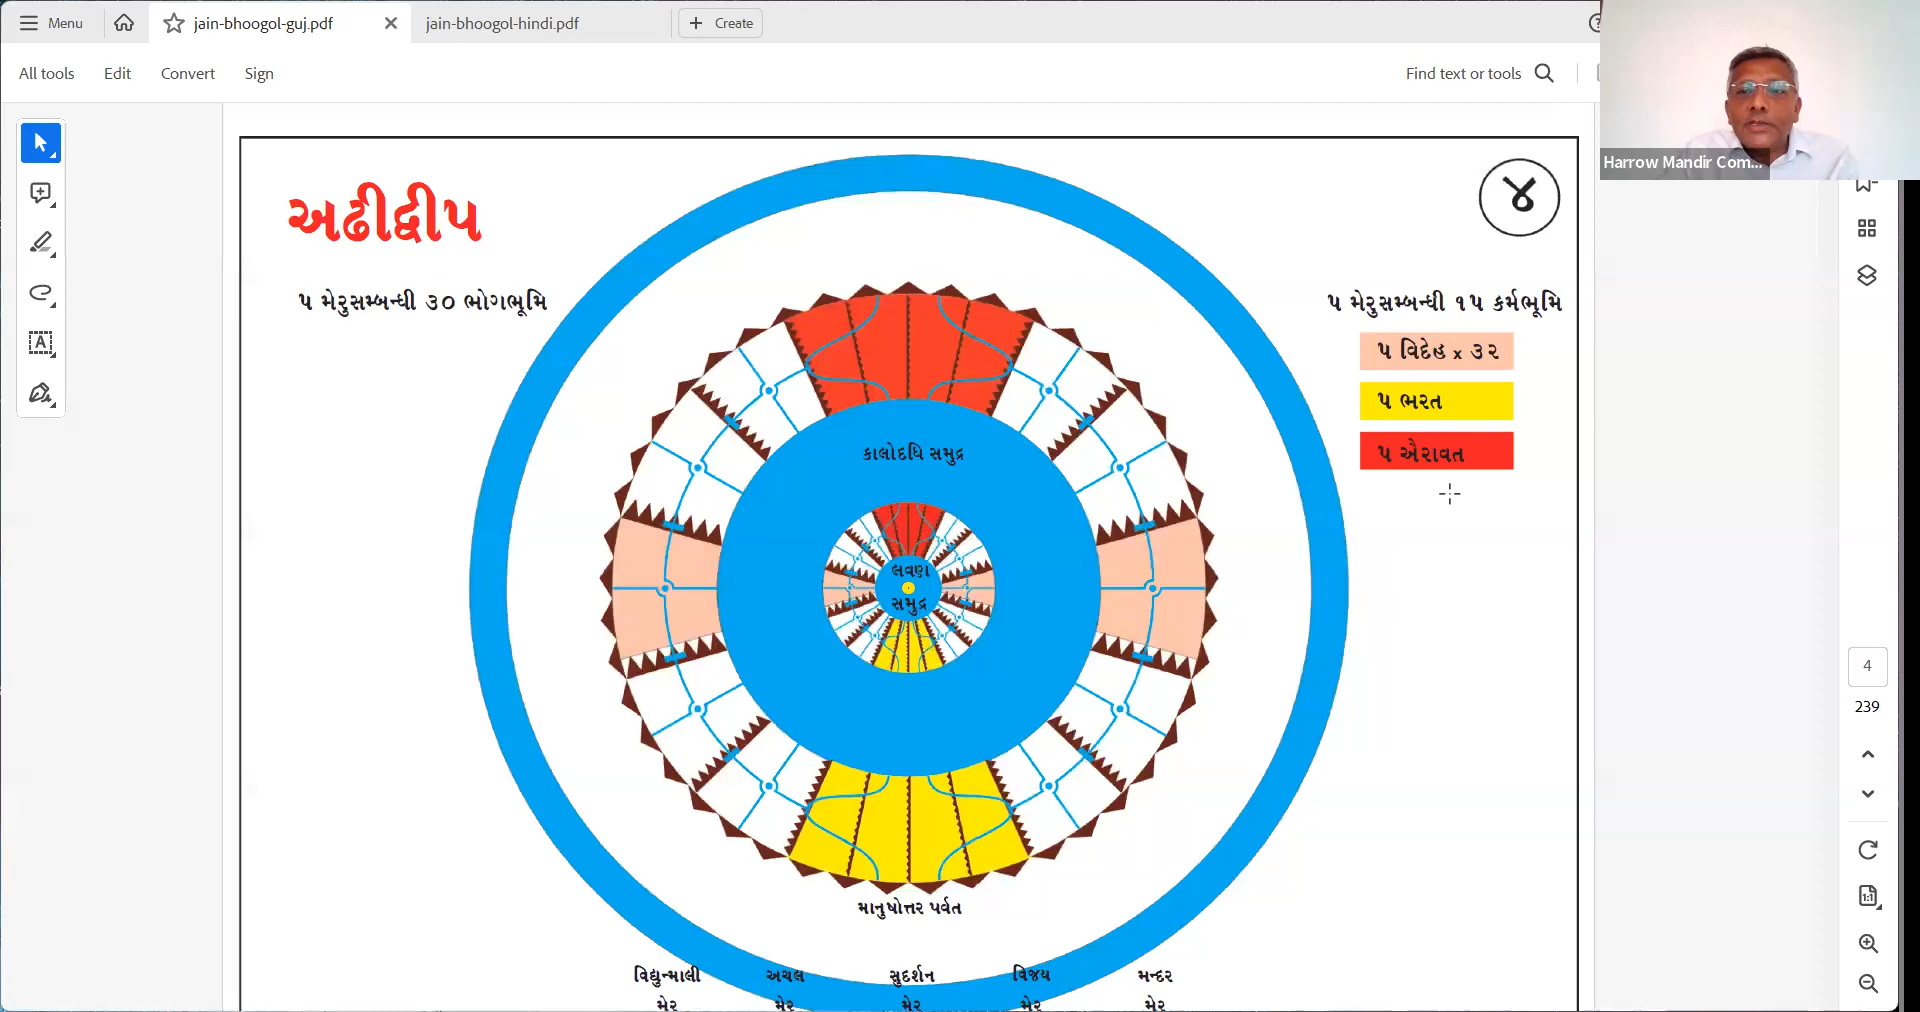 Menu
jain-bhoogol-guj.pdf
jain-bhoogol-hindi.pdf
Create
All tools
Edit
Convert
Sign
Find text or tools
Harrow Mandir Com...
અઢીદ્વીપ
૪
૫ મેરુસમ્બન્ધી ૩૦ ભોગભૂમિ
૫ મેરુસમ્બન્ધી ૧૫ કર્મભૂમિ
૫ વિદેહ x ૩૨
૫ ભરત
૫ ઐરાવત
કાલોદધિ સમુદ્ર
લવણ
સમુદ્ર
માનુષોત્તર પર્વત
4
239
વિદ્યુન્માલી અચલ સુદર્શન વિજય મન્દર
મેરુ મેરુ મેરુ મેરુ મેરુ